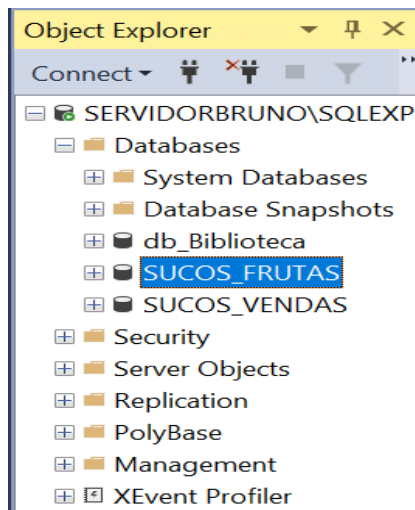 Object Explorer
Connect
SERVIDORBRUNO\SQLEXP
Databases
System Databases
Database Snapshots
db_Biblioteca
SUCOS_FRUTAS
SUCOS_VENDAS
Security
Server Objects
Replication
PolyBase
Management
XEvent Profiler